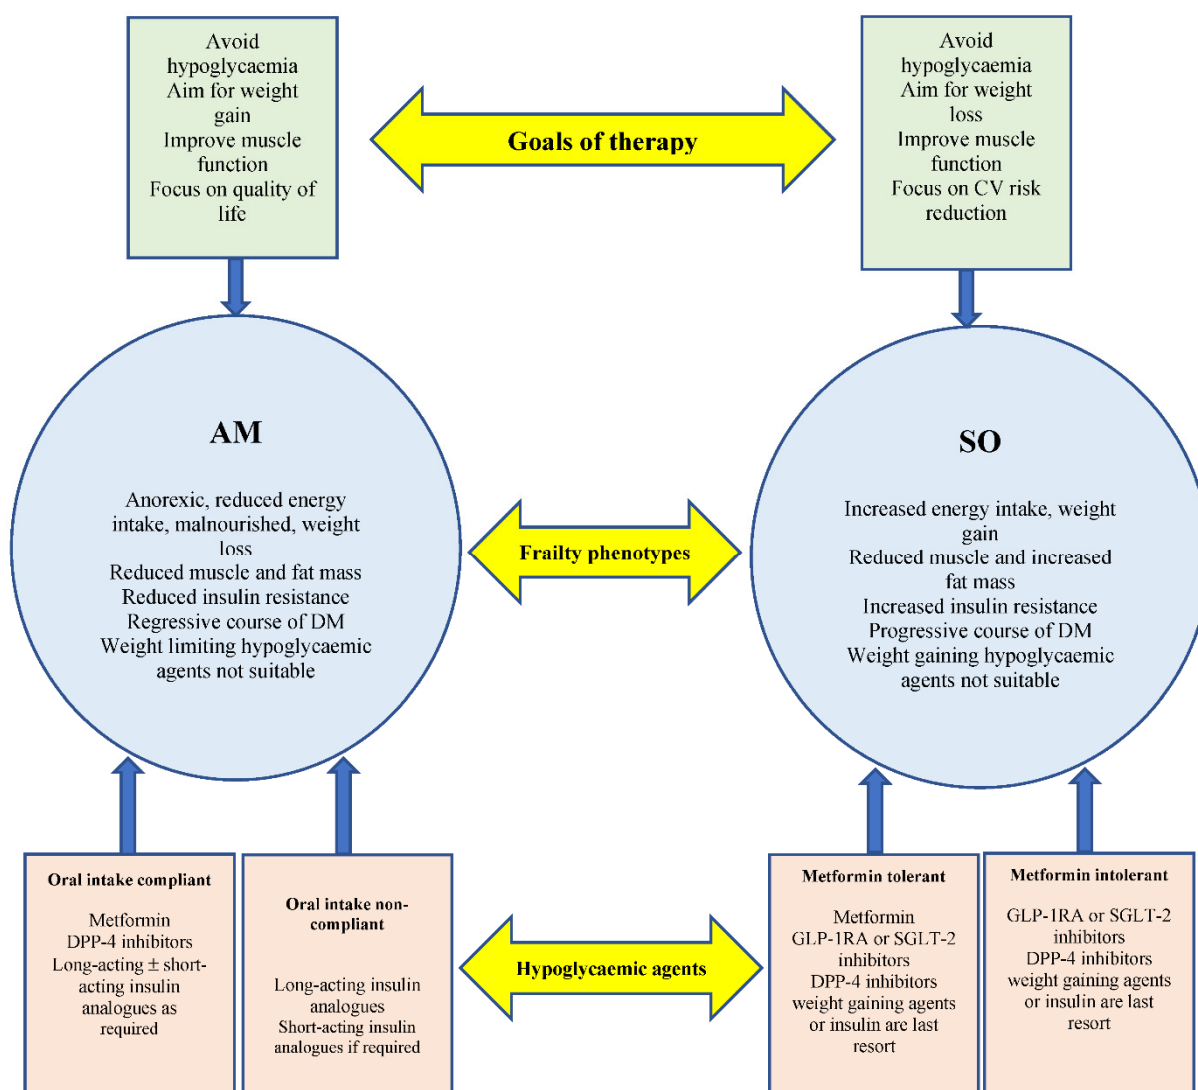 Avoid
hypoglycaemia
Aim for weight
gain
Improve muscle
function
Focus on quality of
life
Goals of therapy
Avoid
hypoglycaemia
Aim for weight
loss
Improve muscle
function
Focus on CV risk
reduction
AM
Anorexic, reduced energy
intake, malnourished, weight
loss
Reduced muscle and fat mass
Reduced insulin resistance
Regressive course of DM
Weight limiting hypoglycaemic
agents not suitable
Frailty phenotypes
SO
Increased energy intake, weight
gain
Reduced muscle and increased
fat mass
Increased insulin resistance
Progressive course of DM
Weight gaining hypoglycaemic
agents not suitable
Oral intake compliant
Metformin
DPP-4 inhibitors
Long-acting ± short-
acting insulin
analogues as
required
Oral intake non-
compliant
Long-acting insulin
analogues
Short-acting insulin
analogues if required
Hypoglycaemic agents
Metformin tolerant
Metformin
GLP-1RA or SGLT-2
inhibitors
DPP-4 inhibitors
weight gaining agents
or insulin are last
resort
Metformin intolerant
GLP-1RA or SGLT-2
inhibitors
DPP-4 inhibitors
weight gaining agents
or insulin are last
resort